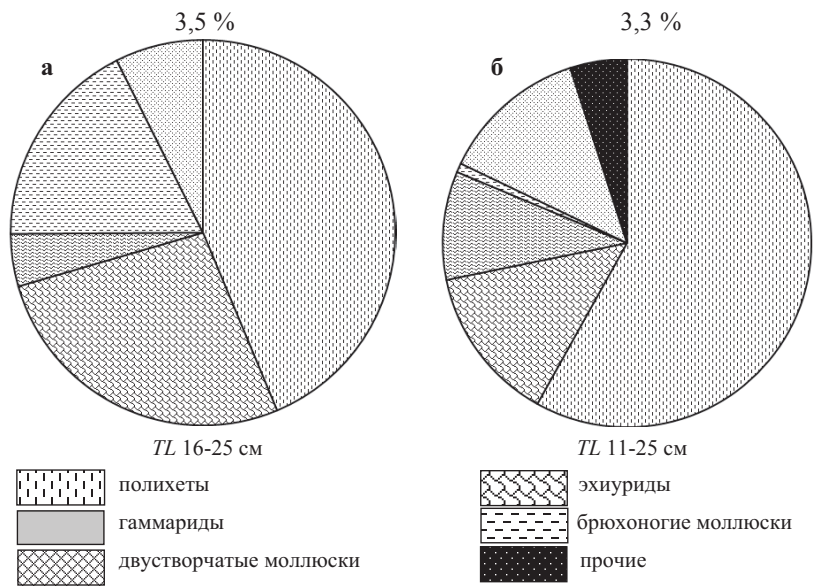 3,5 %
3,3 %
а
б
TL 16-25 см
TL 11-25 см
полихеты
эхиуриды
гаммариды
брюхоногие моллюски
двустворчатые моллюски
прочие